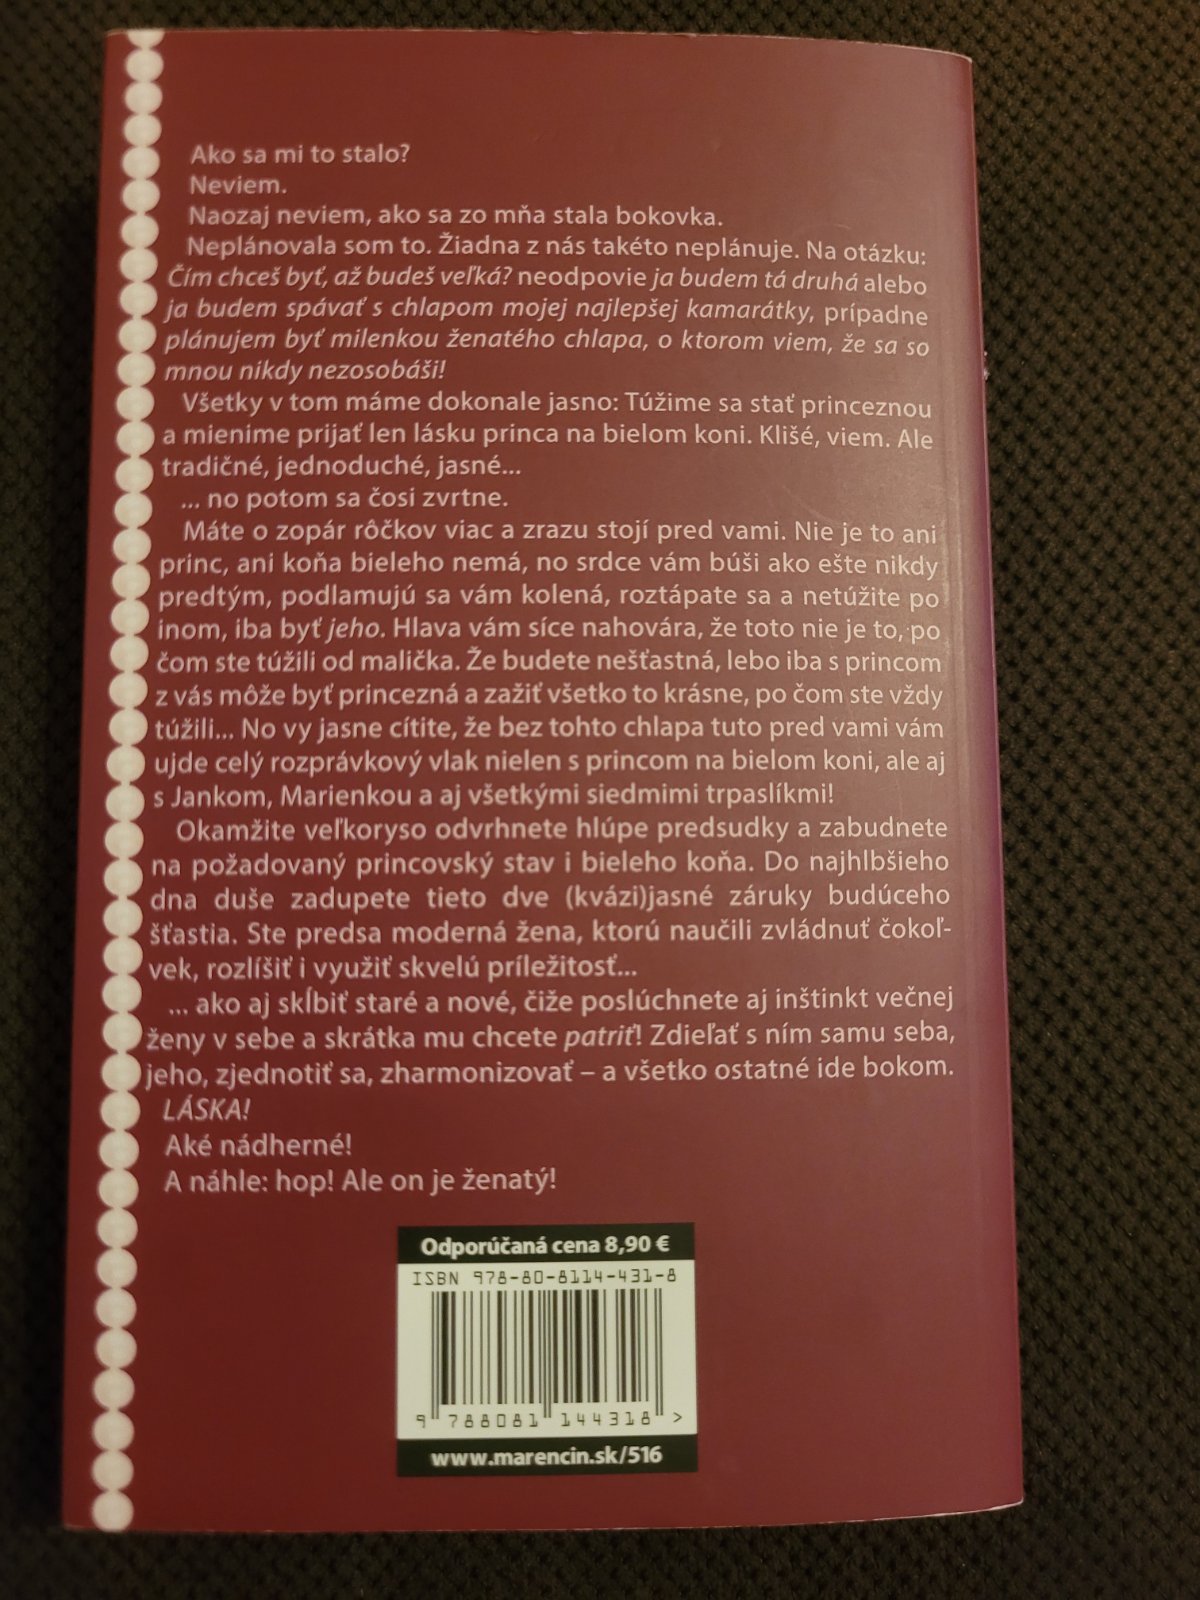 Ako sa mi to stalo?
Neviem.
Naozaj neviem, ako sa zo mňa stala bokovka.
Neplánovala som to. Žiadna z nás takéto neplánuje. Na otázku:
Čím chceš byť, až budeš veľká? neodpovie ja budem tá druhá alebo
ja budem spávať s chlapom mojej najlepšej kamarátky, prípadne
plánujem byť milenkou ženatého chlapa, o ktorom viem, že sa so
mnou nikdy nezosobáši!
Všetky v tom máme dokonale jasno: Túžime sa stať princeznou
a mienime prijať len lásku princa na bielom koni. Klišé, viem. Ale
tradičné, jednoduché, jasné...
... no potom sa čosi zvrtne.
Máte o zopár rôčkov viac a zrazu stojí pred vami. Nie je to ani
princ, ani koňa bieleho nemá, no srdce vám búši ako ešte nikdy
predtým, podlamujú sa vám kolená, roztápate sa a netúžite po
inom, iba byť jeho. Hlava vám síce nahovára, že toto nie je to, po
čom ste túžili od malička. Že budete nešťastná, lebo iba s princom
z vás môže byť princezná a zažiť všetko to krásne, po čom ste vždy
túžili... No vy jasne cítite, že bez tohto chlapa tuto pred vami vám
ujde celý rozprávkový vlak nielen s princom na bielom koni, ale aj
s Jankom, Marienkou a aj všetkými siedmimi trpaslíkmi!
Okamžite veľkoryso odvrhnete hlúpe predsudky a zabudnete
na požadovaný princovský stav i bieleho koňa. Do najhlbšieho
dna duše zadupete tieto dve (kvázi)jasné záruky budúceho
šťastia. Ste predsa moderná žena, ktorú naučili zvládnuť čokoľ-
vek, rozlíšiť i využiť skvelú príležitosť...
... ako aj skĺbiť staré a nové, čiže poslúchnete aj inštinkt večnej
ženy v sebe a skrátka mu chcete patriť! Zdieľať s ním samu seba,
jeho, zjednotiť sa, zharmonizovať – a všetko ostatné ide bokom.
LÁSKA!
Aké nádherné!
A náhle: hop! Ale on je ženatý!
Odporúčaná cena 8,90 €
ISBN 978-80-8114-431-8
9 788081 144318 >
www.marencin.sk/516